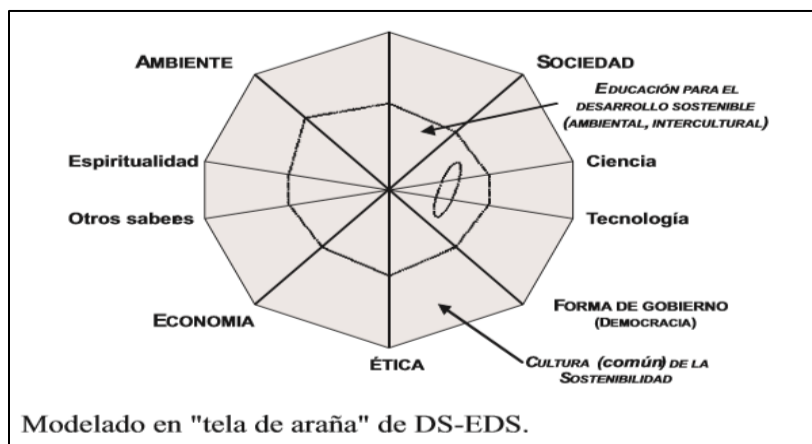 AMBIENTE
SOCIEDAD
EDUCACIÓN PARA EL
DESARROLLO SOSTENIBLE
(AMBIENTAL, INTERCULTURAL)
Espiritualidad
Ciencia
Otros saberes
Tecnología
ECONOMIA
FORMA DE GOBIERNO
(DEMOCRACIA)
ÉTICA
CULTURA (común) DE LA
SOSTENIBILIDAD
Modelado en "tela de araña" de DS-EDS.